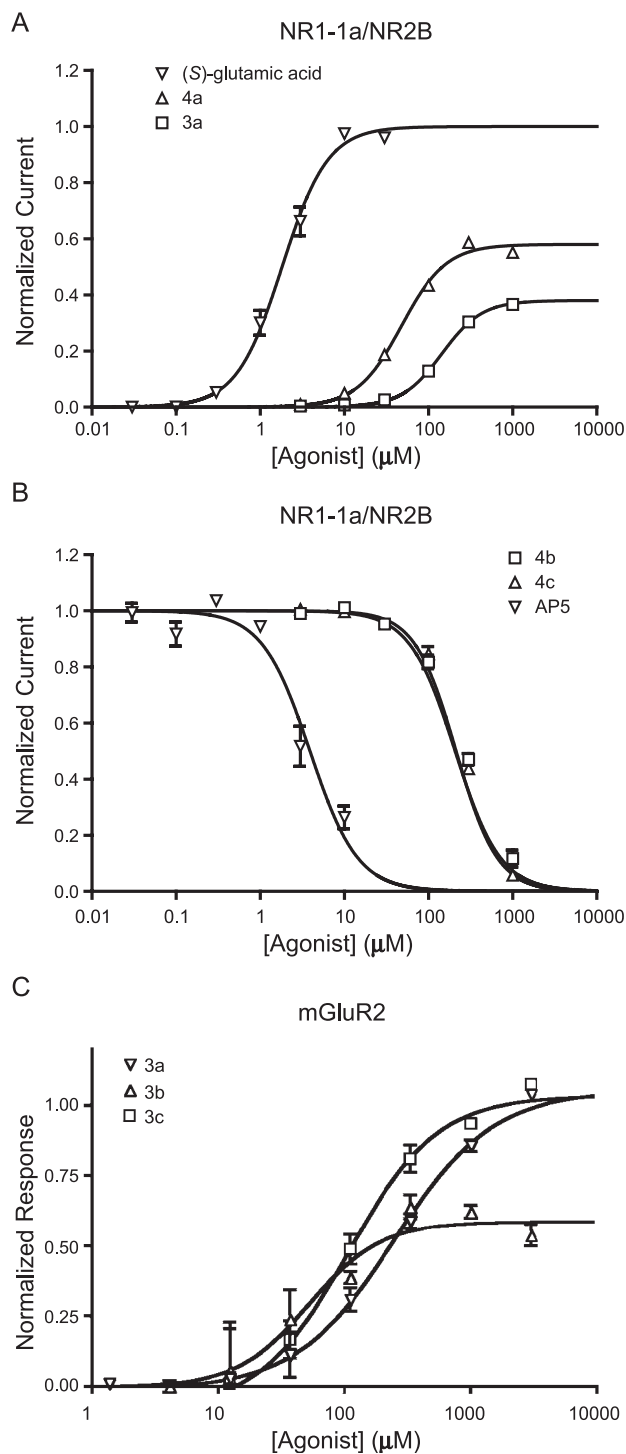 A
NR1-1a/NR2B
(S)-glutamic acid
4a
3a
Normalized Current
1.2
1.0
0.8
0.6
0.4
0.2
0.0
0.01 0.1 1 10 100 1000 10000
[Agonist] (μM)
B
NR1-1a/NR2B
4b
4c
AP5
Normalized Current
1.2
1.0
0.8
0.6
0.4
0.2
0.0
0.01 0.1 1 10 100 1000 10000
[Agonist] (μM)
C
mGluR2
3a
3b
3c
Normalized Response
1.00
0.75
0.50
0.25
0.00
1 10 100 1000 10000
[Agonist] (μM)